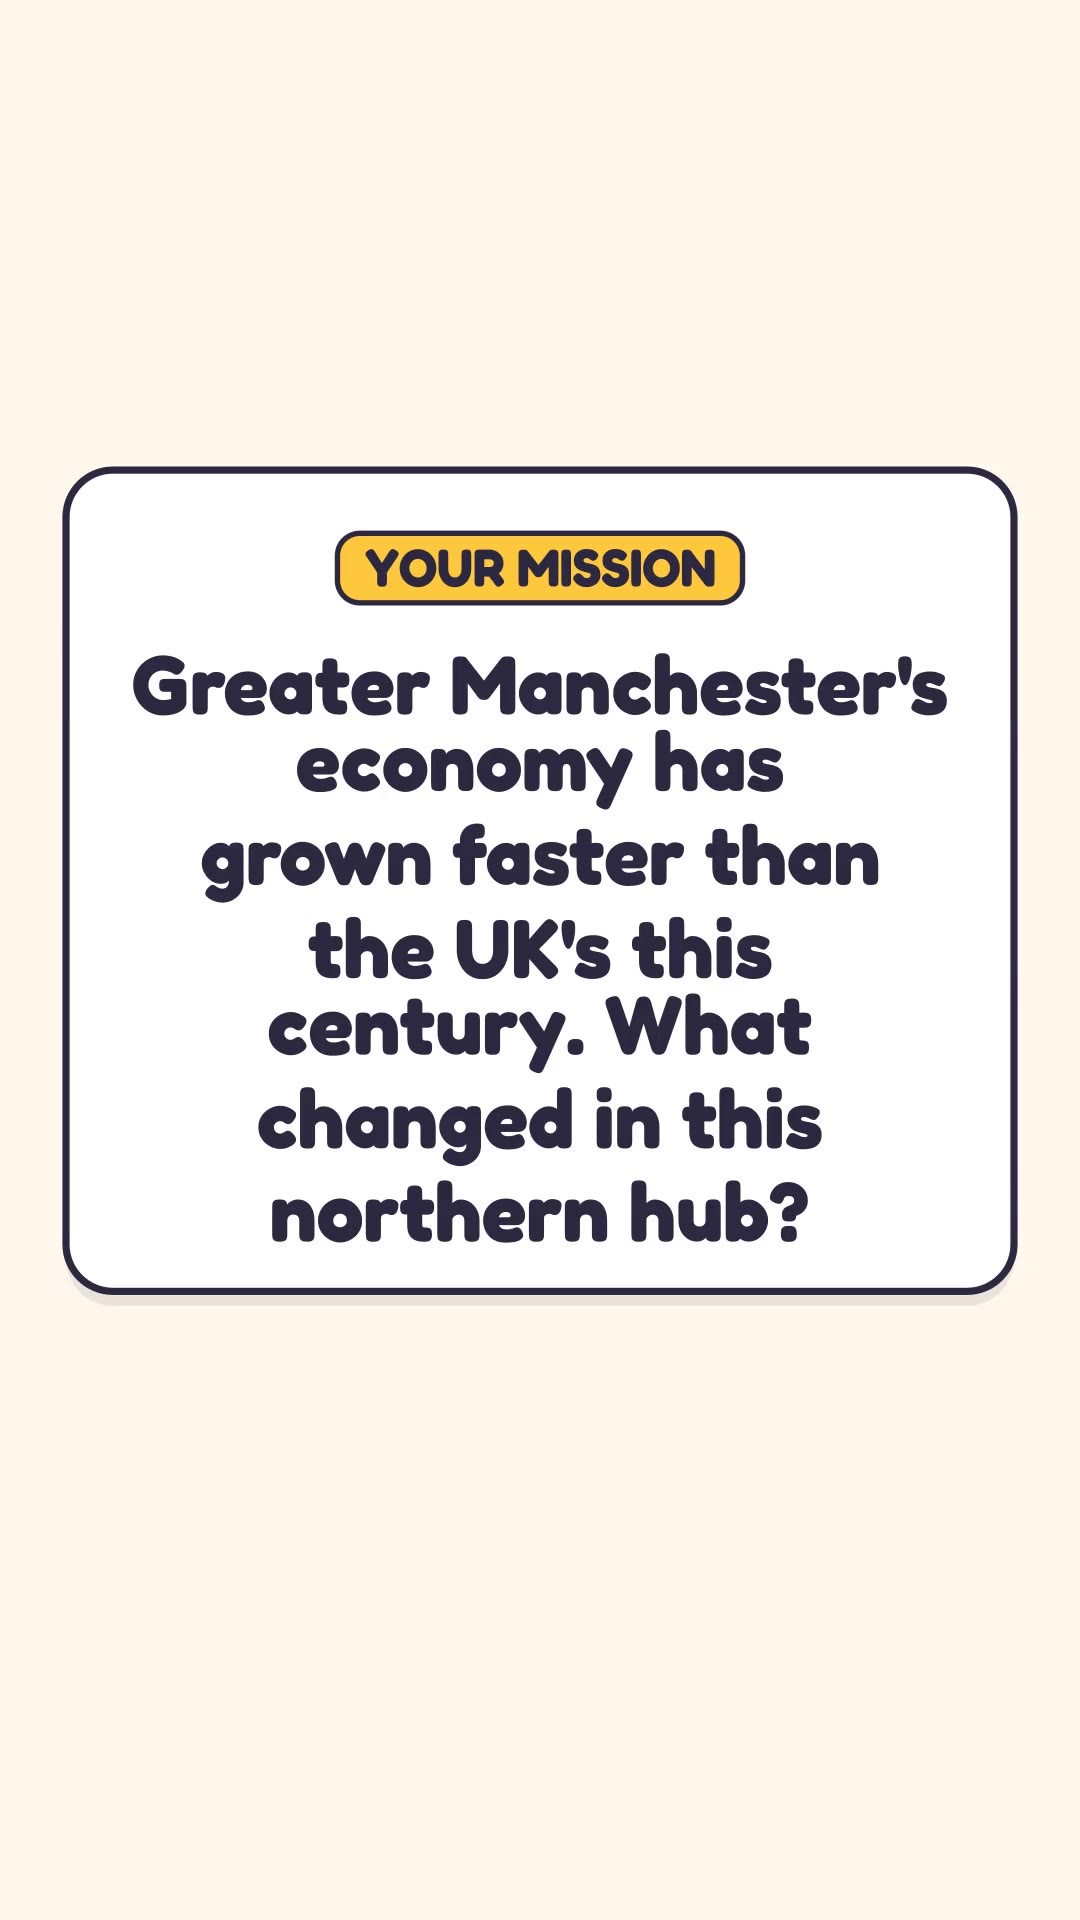 YOUR MISSION
Greater Manchester's
economy has
grown faster than
the UK's this
century. What
changed in this
northern hub?